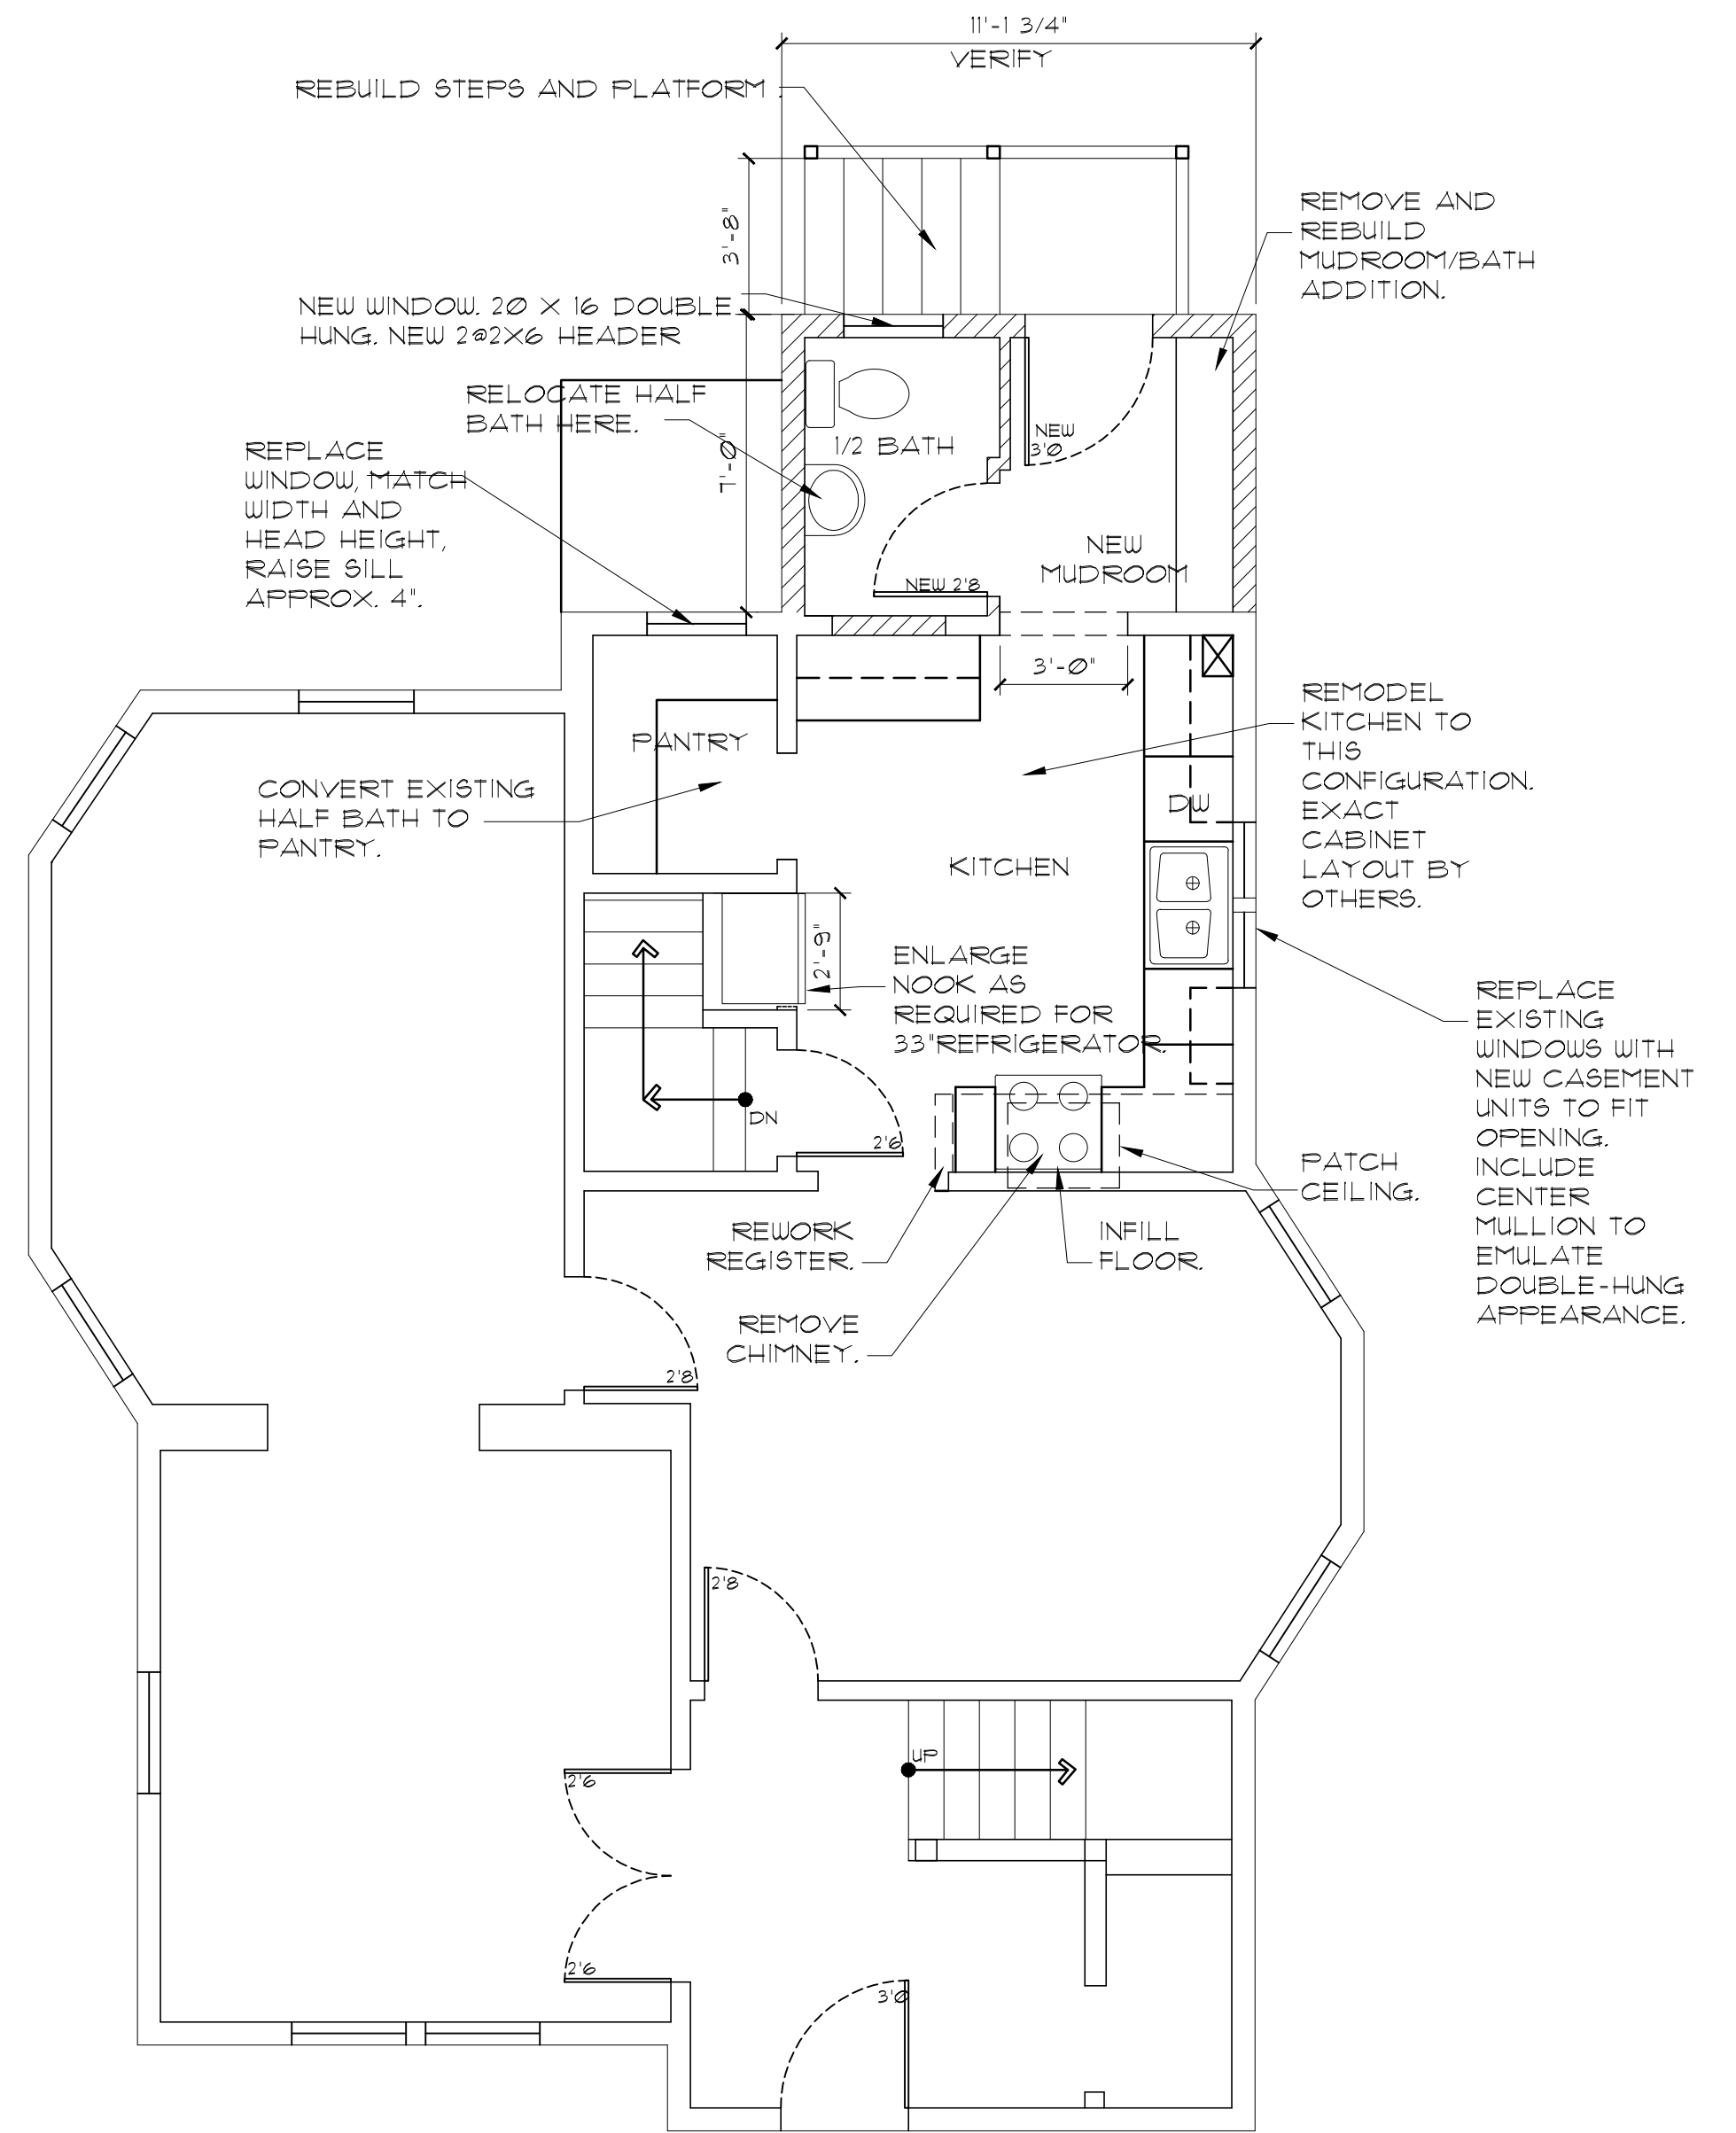 11'-1 3/4"
VERIFY
REBUILD STEPS AND PLATFORM
3'-8"
REMOVE AND
REBUILD
MUDROOM/BATH
ADDITION.
NEW WINDOW. 20 X 16 DOUBLE
HUNG. NEW 2@2X6 HEADER
RELOCATE HALF
BATH HERE.
1/2 BATH
NEW
3'0
7'-0"
REPLACE
WINDOW, MATCH
WIDTH AND
HEAD HEIGHT,
RAISE SILL
APPROX. 4".
NEW
MUDROOM
NEW 2'8
3'-0"
REMODEL
KITCHEN TO
THIS
CONFIGURATION.
EXACT
CABINET
LAYOUT BY
OTHERS.
PANTRY
CONVERT EXISTING
HALF BATH TO
PANTRY.
DW
KITCHEN
2'-9"
ENLARGE
NOOK AS
REQUIRED FOR
33"REFRIGERATOR.
REPLACE
EXISTING
WINDOWS WITH
NEW CASEMENT
UNITS TO FIT
OPENING.
INCLUDE
CENTER
MULLION TO
EMULATE
DOUBLE-HUNG
APPEARANCE.
DN
2'6
PATCH
CEILING.
REWORK
REGISTER.
INFILL
FLOOR.
REMOVE
CHIMNEY.
2'8
2'8
UP
2'6
2'6
3'0